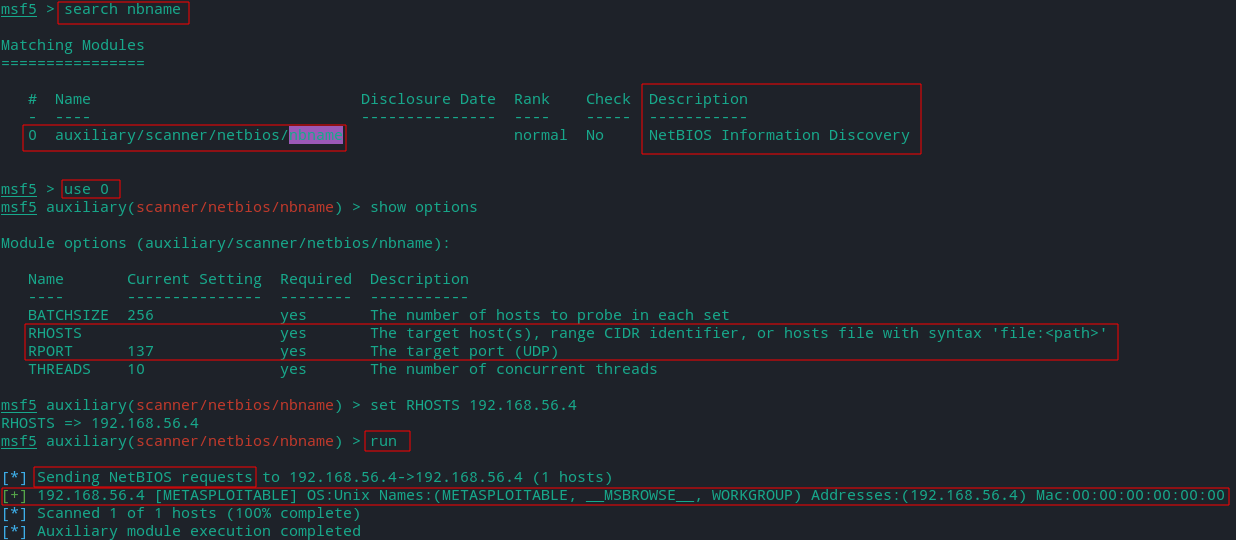 msf5 > search nbname
Matching Modules
================
#  Name                                Disclosure Date  Rank    Check  Description
-  ----                                ---------------  ----    -----  -----------
0  auxiliary/scanner/netbios/nbname                     normal  No     NetBIOS Information Discovery
msf5 > use 0
msf5 auxiliary(scanner/netbios/nbname) > show options
Module options (auxiliary/scanner/netbios/nbname):
Name       Current Setting  Required  Description
----       ---------------  --------  -----------
BATCHSIZE  256              yes       The number of hosts to probe in each set
RHOSTS                      yes       The target host(s), range CIDR identifier, or hosts file with syntax 'file:<path>'
RPORT      137              yes       The target port (UDP)
THREADS    10               yes       The number of concurrent threads
msf5 auxiliary(scanner/netbios/nbname) > set RHOSTS 192.168.56.4
RHOSTS => 192.168.56.4
msf5 auxiliary(scanner/netbios/nbname) > run
[*] Sending NetBIOS requests to 192.168.56.4->192.168.56.4 (1 hosts)
[+] 192.168.56.4 [METASPLOITABLE] OS:Unix Names:(METASPLOITABLE, __MSBROWSE__, WORKGROUP) Addresses:(192.168.56.4) Mac:00:00:00:00:00:00
[*] Scanned 1 of 1 hosts (100% complete)
[*] Auxiliary module execution completed